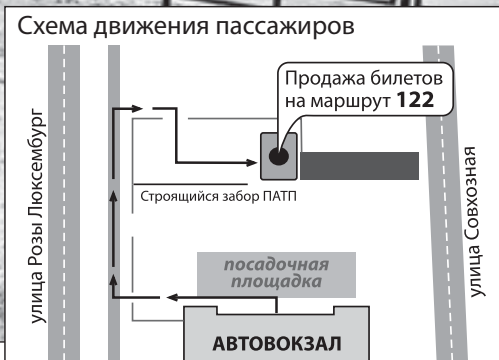 Схема движения пассажиров
Продажа билетов
на маршрут 122
улица Розы Люксембург
Строящийся забор ПАТП
улица Совхозная
посадочная
площадка
АВТОВОКЗАЛ